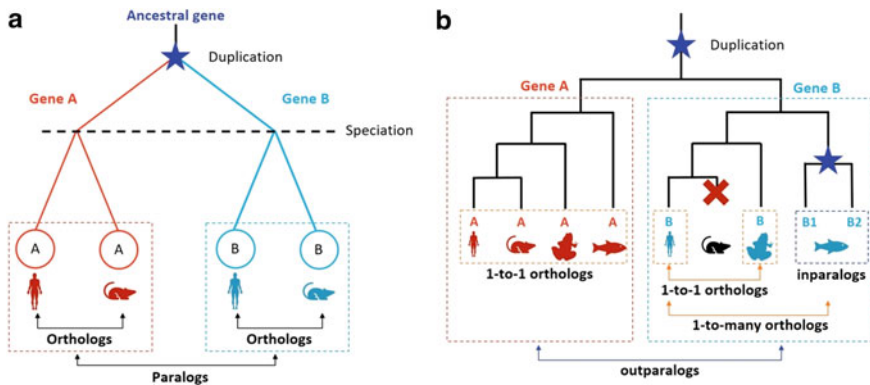 a
Ancestral gene
Duplication
Gene A
Gene B
Speciation
A A B B
Orthologs Orthologs
Paralogs
b
Duplication
Gene A
Gene B
A A A A
B B B1 B2
1-to-1 orthologs
inparalogs
1-to-1 orthologs
1-to-many orthologs
outparalogs